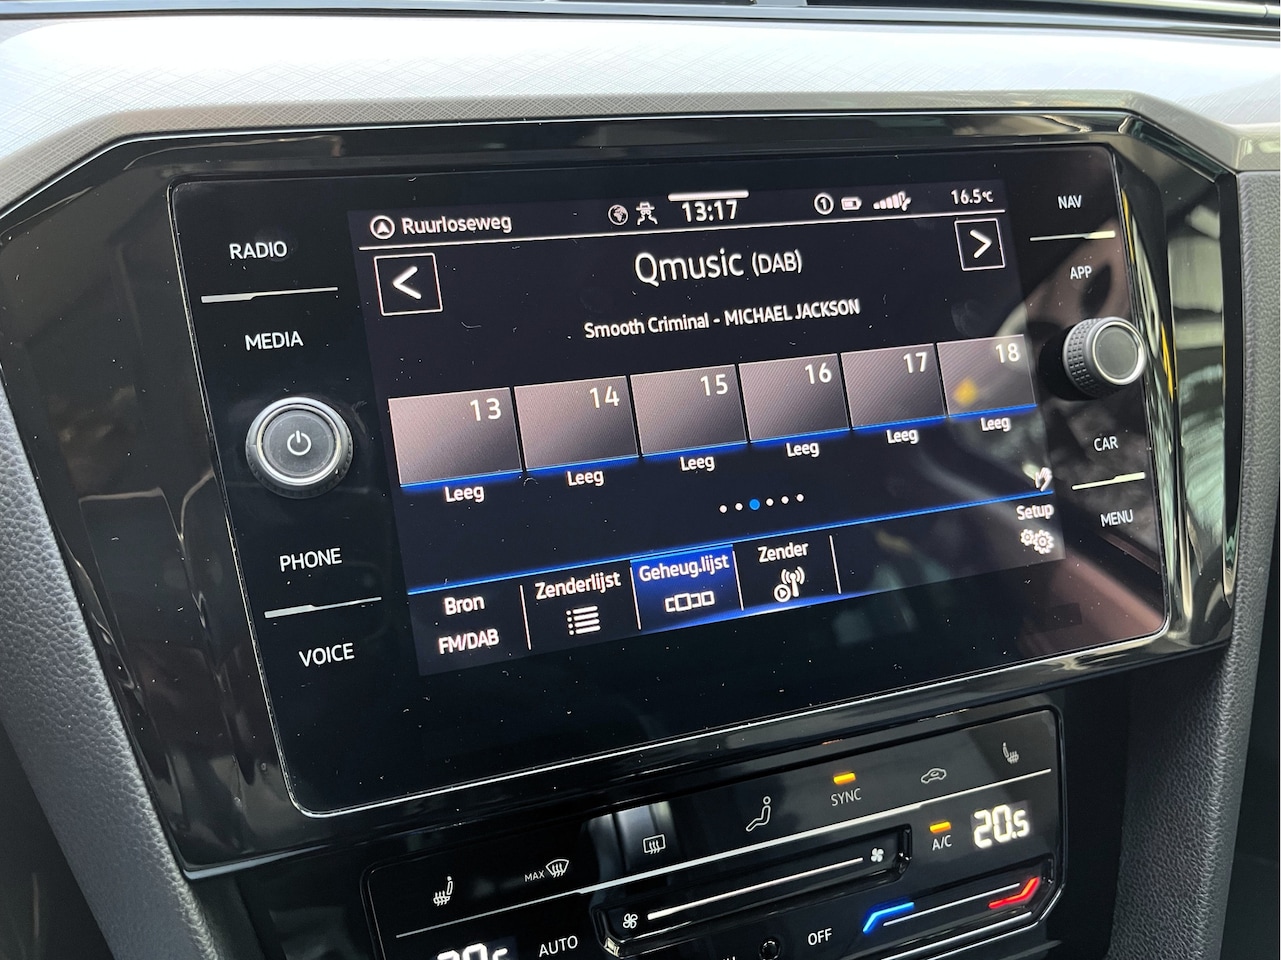 Ruurloseweg 13:17 1 16.5°C
Qmusic (DAB)
Smooth Criminal - MICHAEL JACKSON
13 14 15 16 17 18
Leeg Leeg Leeg Leeg Leeg Leeg
Setup
Bron Zenderlijst Geheug.lijst Zender
FM/DAB
RADIO
MEDIA
PHONE
VOICE
NAV
APP
CAR
MENU
SYNC
MAX
A/C 20.5
AUTO
OFF